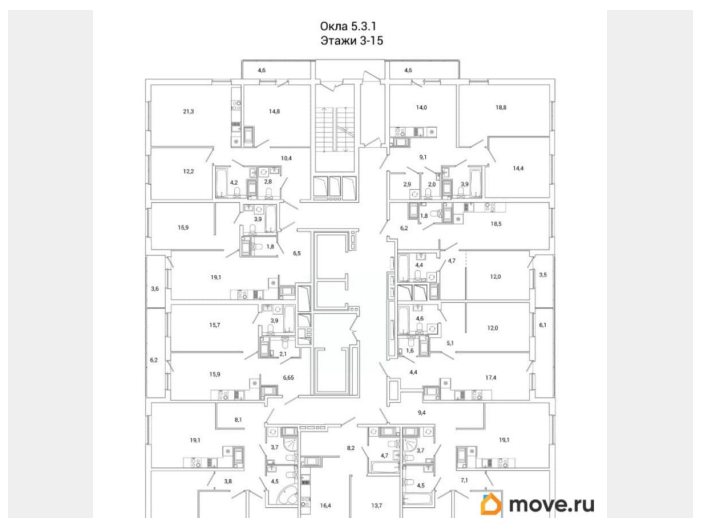 Окла 5.3.1
Этажи 3-15
4,6 4,6
21,3 14,8 14,0 18,8
10,4 9,1
12,2 14,4
4,2 2,8 2,9 2,0 3,9
15,9 3,9 1,8 18,5
1,8 6,2
6,5
4,4 4,7
19,1 12,0 3,5
3,6
15,7 3,9 4,6 12,0 6,1
2,1 1,6 5,1
6,2
15,9 6,65 4,4 17,4
8,1 9,4
19,1 3,7 8,2 4,7 3,7 19,1
3,8 4,5 4,5 7,1
16,4 13,7
move.ru